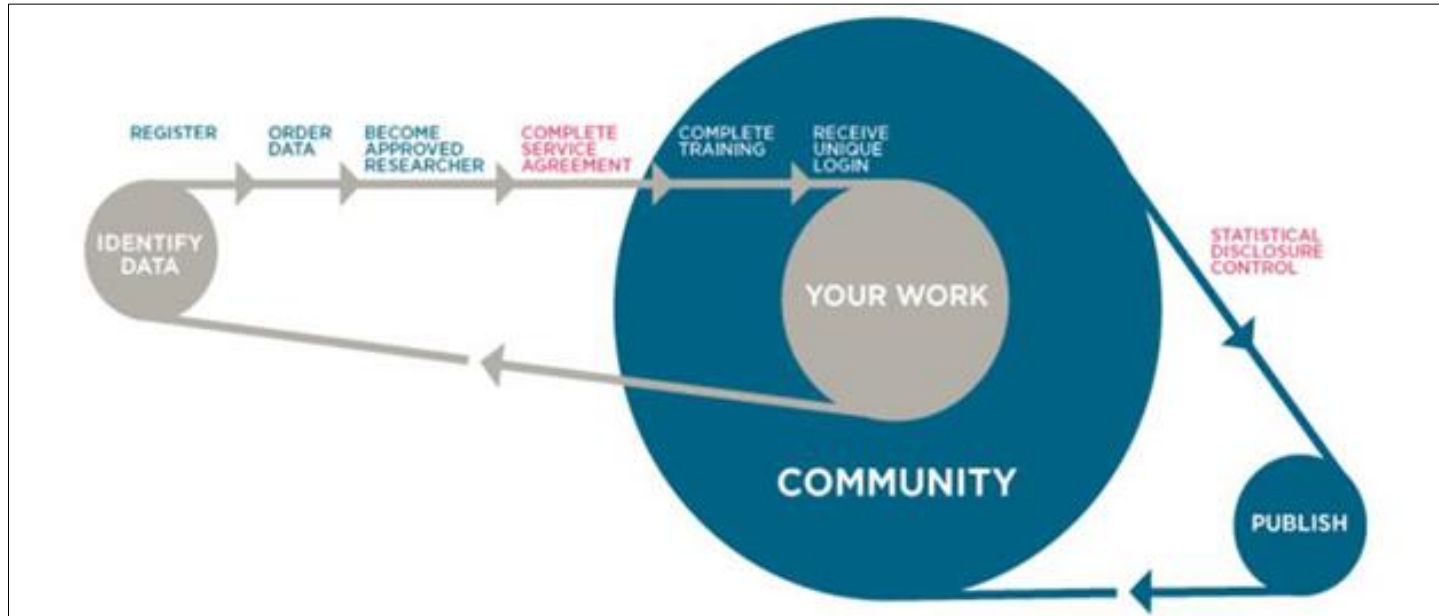 REGISTER
ORDER
DATA
BECOME
APPROVED
RESEARCHER
COMPLETE
SERVICE
AGREEMENT
COMPLETE
TRAINING
RECEIVE
UNIQUE
LOGIN
IDENTIFY
DATA
YOUR WORK
STATISTICAL
DISCLOSURE
CONTROL
COMMUNITY
PUBLISH